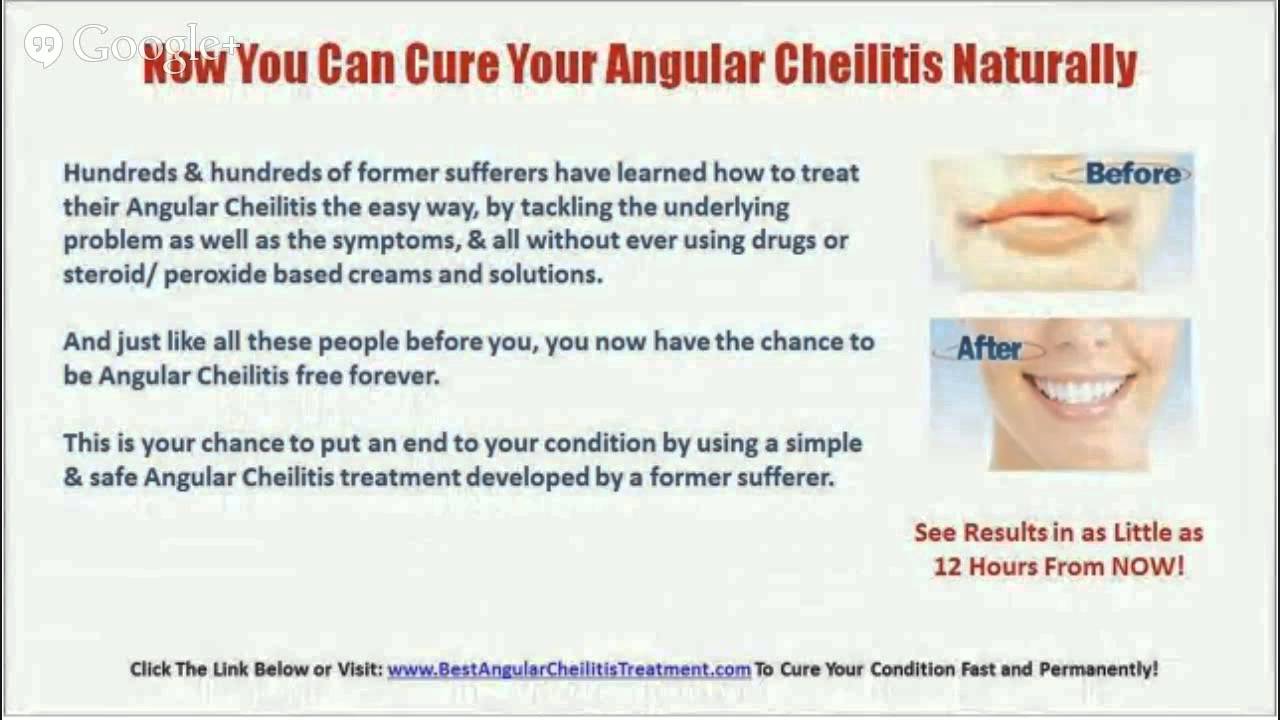 Google+
Now You Can Cure Your Angular Cheilitis Naturally
Hundreds & hundreds of former sufferers have learned how to treat
their Angular Cheilitis the easy way, by tackling the underlying
problem as well as the symptoms, & all without ever using drugs or
steroid/ peroxide based creams and solutions.
And just like all these people before you, you now have the chance to
be Angular Cheilitis free forever.
This is your chance to put an end to your condition by using a simple
& safe Angular Cheilitis treatment developed by a former sufferer.
Before
After
See Results in as Little as
12 Hours From NOW!
Click The Link Below or Visit: www.BestAngularCheilitisTreatment.com To Cure Your Condition Fast and Permanently!